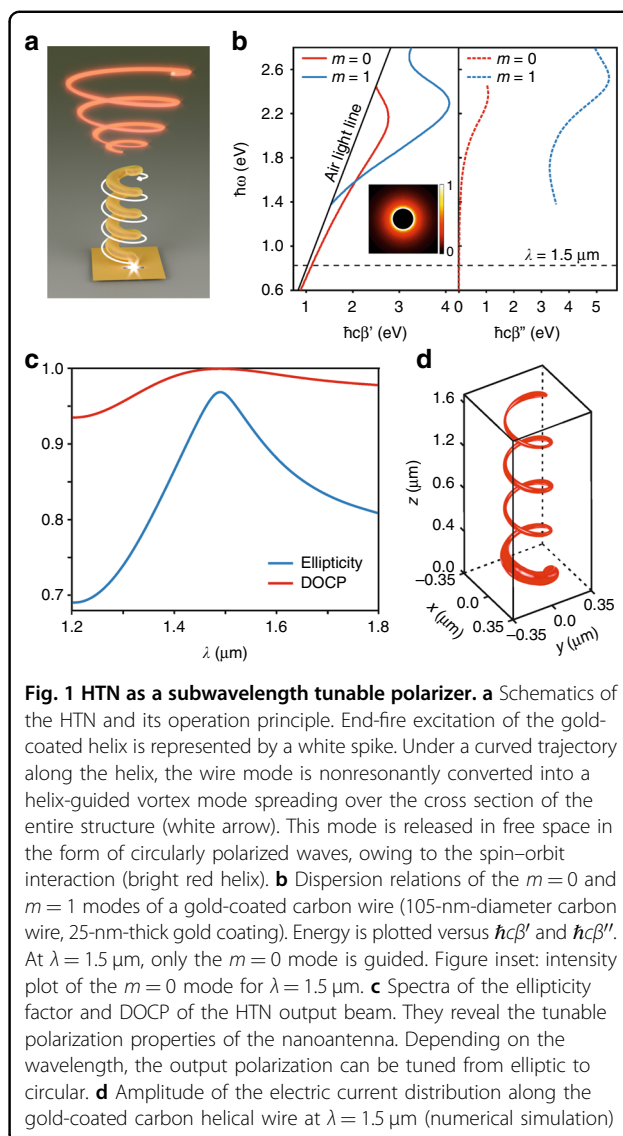 a
b
m = 0
m = 1
m = 0
m = 1
Air light line
ħω (eV)
2.6
2.2
1.8
1.4
1.0
0.6
1
0
λ = 1.5 μm
1 2 3 4 0 1 2 3 4 5
ħcβ′ (eV) ħcβ″ (eV)
c
1.0
0.9
0.8
0.7
Ellipticity
DOCP
1.2 1.4 1.6 1.8
λ (μm)
d
1.6
1.2
0.6
0.4
0.0
z (μm)
−0.35
0.0
0.35
x (μm)
−0.35
0.0
0.35
y (μm)
Fig. 1 HTN as a subwavelength tunable polarizer. a Schematics of
the HTN and its operation principle. End-fire excitation of the gold-
coated helix is represented by a white spike. Under a curved trajectory
along the helix, the wire mode is nonresonantly converted into a
helix-guided vortex mode spreading over the cross section of the
entire structure (white arrow). This mode is released in free space in
the form of circularly polarized waves, owing to the spin–orbit
interaction (bright red helix). b Dispersion relations of the m = 0 and
m = 1 modes of a gold-coated carbon wire (105-nm-diameter carbon
wire, 25-nm-thick gold coating). Energy is plotted versus ħcβ′ and ħcβ″.
At λ = 1.5 μm, only the m = 0 mode is guided. Figure inset: intensity
plot of the m = 0 mode for λ = 1.5 μm. c Spectra of the ellipticity
factor and DOCP of the HTN output beam. They reveal the tunable
polarization properties of the nanoantenna. Depending on the
wavelength, the output polarization can be tuned from elliptic to
circular. d Amplitude of the electric current distribution along the
gold-coated carbon helical wire at λ = 1.5 μm (numerical simulation)